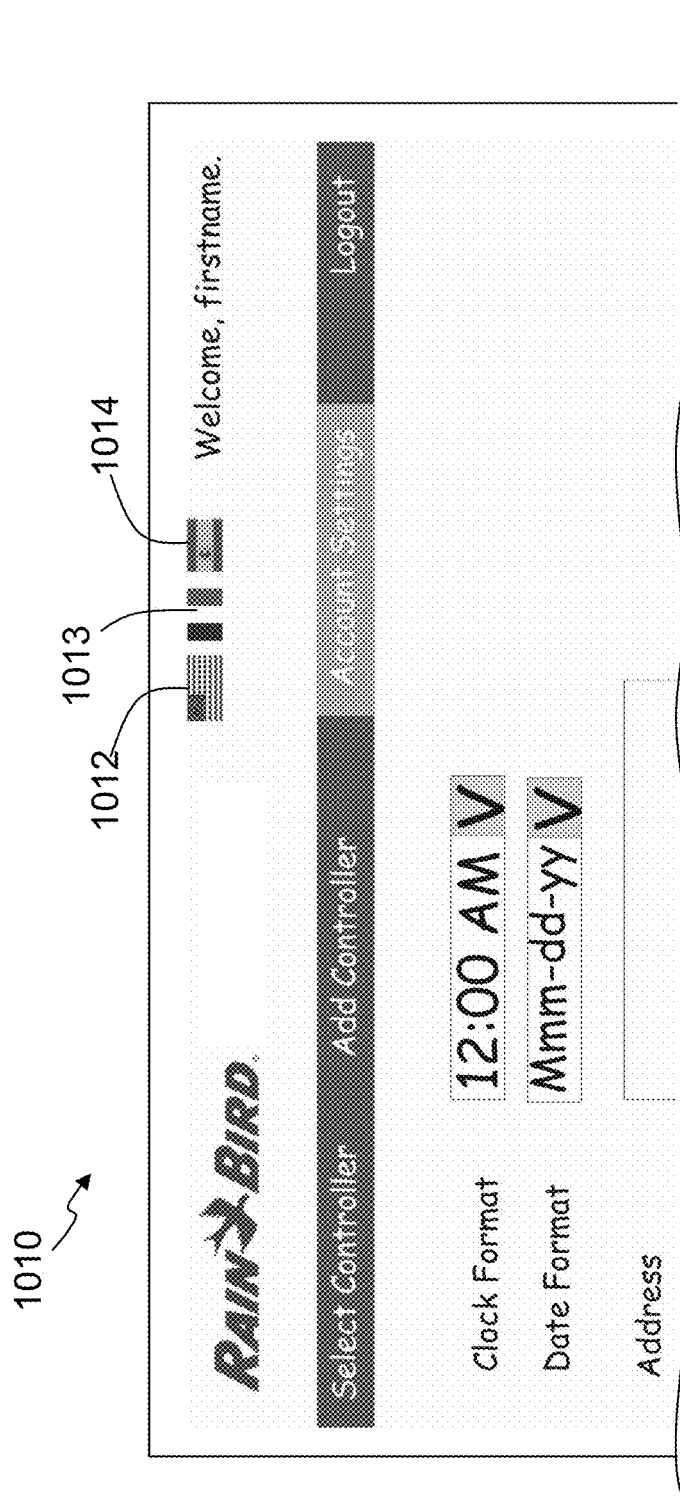 1010
1012
1013
1014
RAIN BIRD.
Welcome, firstname.
Select Controller Add Controller Account Settings Logout
Clock Format 12:00 AM V
Date Format Mmm-dd-yy V
Address